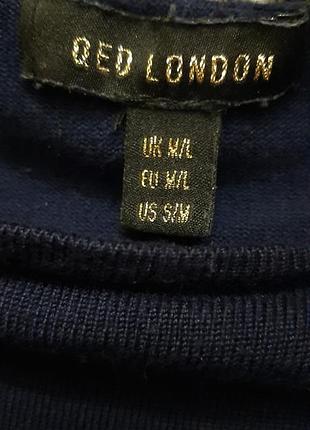 QED LONDON
UK M/L
EU M/L
US S/M